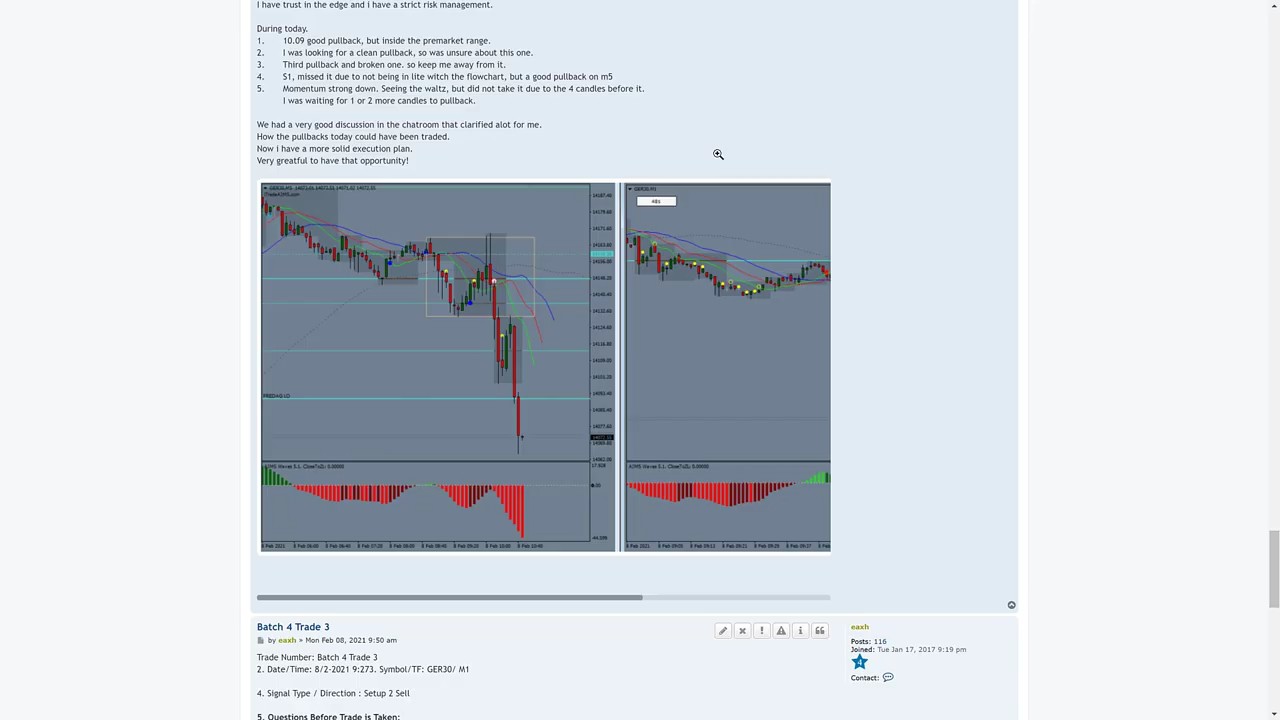 I have trust in the edge and i have a strict risk management.
During today.
1. 10.09 good pullback, but inside the premarket range.
2. I was looking for a clean pullback, so was unsure about this one.
3. Third pullback and broken one. so keep me away from it.
4. S1, missed it due to not being in lite witch the flowchart, but a good pullback on m5
5. Momentum strong down. Seeing the waltz, but did not take it due to the 4 candles before it.
I was waiting for 1 or 2 more candles to pullback.
We had a very good discussion in the chatroom that clarified alot for me.
How the pullbacks today could have been traded.
Now i have a more solid execution plan.
Very greatful to have that opportunity!
GER30,M1
Batch 4 Trade 3
by eaxh » Mon Feb 08, 2021 9:50 am
Trade Number: Batch 4 Trade 3
2. Date/Time: 8/2-2021 9:273. Symbol/TF: GER30/ M1
4. Signal Type / Direction : Setup 2 Sell
5. Questions Before Trade is Taken:
eaxh
Posts: 116
Joined: Tue Jan 17, 2017 9:19 pm
4
Contact: